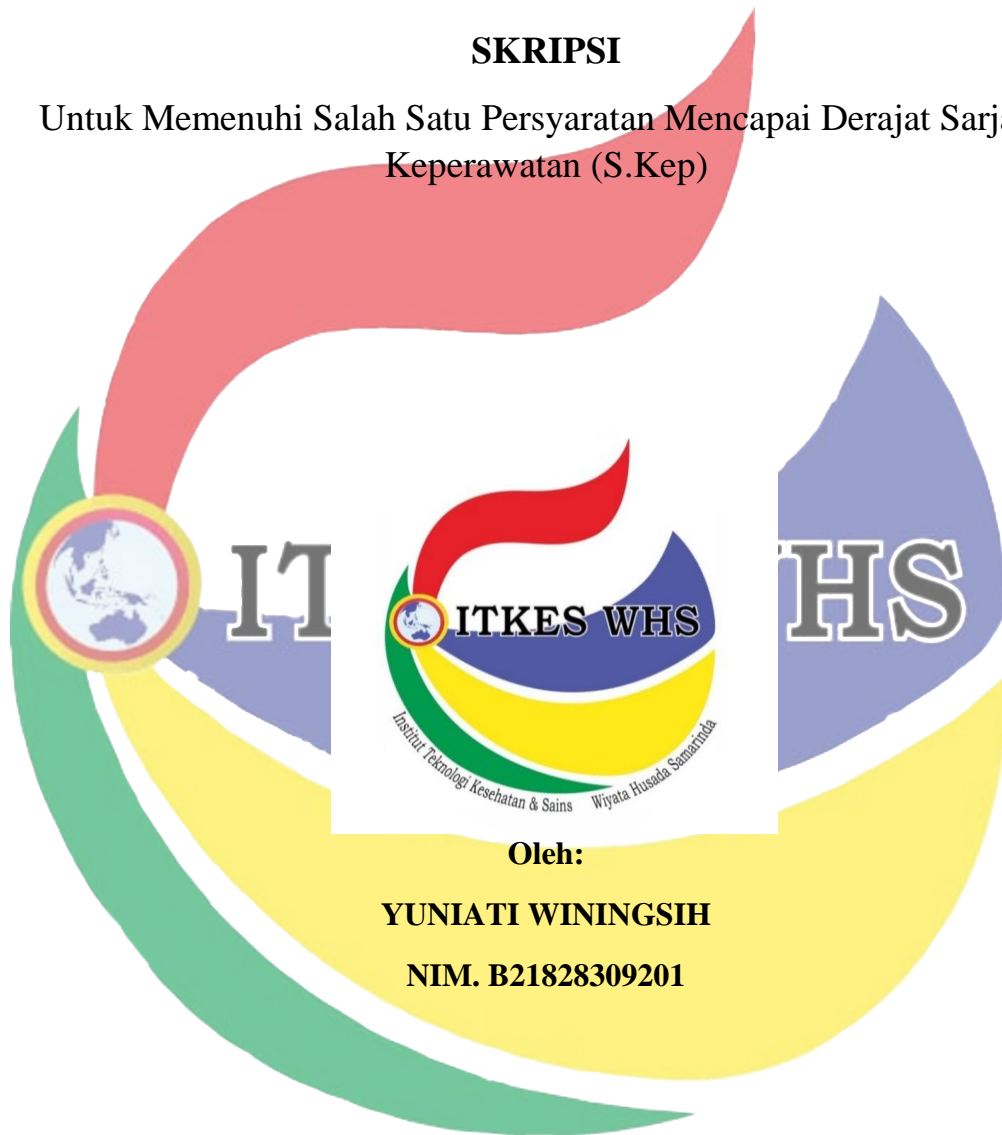 SKRIPSI
Untuk Memenuhi Salah Satu Persyaratan Mencapai Derajat
Keperawatan (S.Kep)
ITKES WHS
Institut Teknologi Kesehatan & Sains Wiyata Husada Samarinda
HS
Oleh:
YUNIATI WININGSIH
NIM. B21828309201